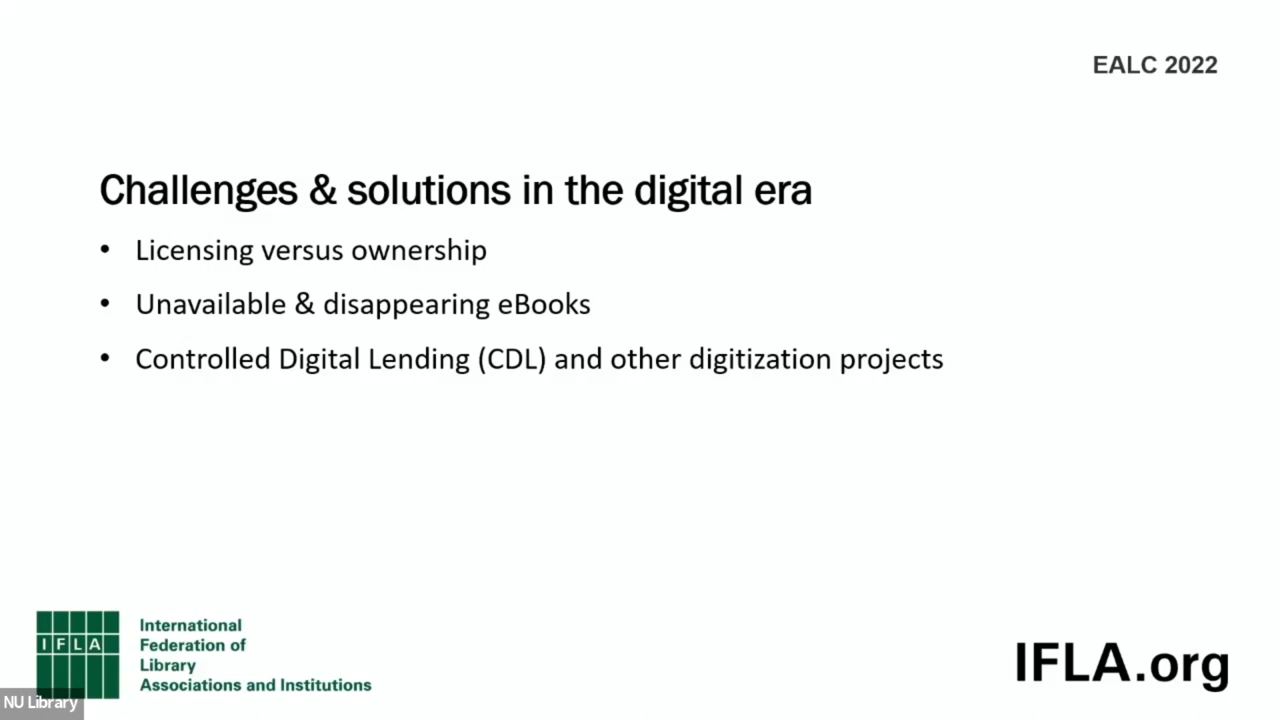 EALC 2022
Challenges & solutions in the digital era
• Licensing versus ownership
• Unavailable & disappearing eBooks
• Controlled Digital Lending (CDL) and other digitization projects
IFLA
International
Federation of
Library
Associations and Institutions
IFLA.org
NU Library